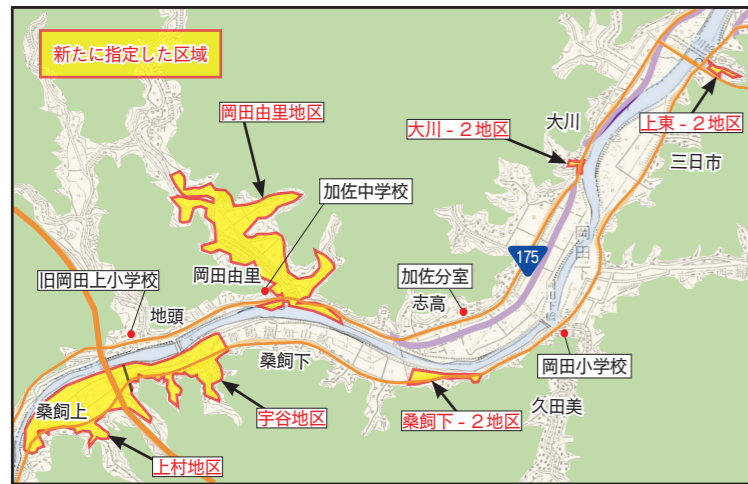 新たに指定した区域
岡田由里地区
大川
大川－２地区
上東－２地区
三日市
加佐中学校
175
旧岡田上小学校
岡田由里
加佐分室
志高
地頭
桑飼下
岡田小学校
桑飼上
宇谷地区
桑飼下－２地区
久田美
上村地区